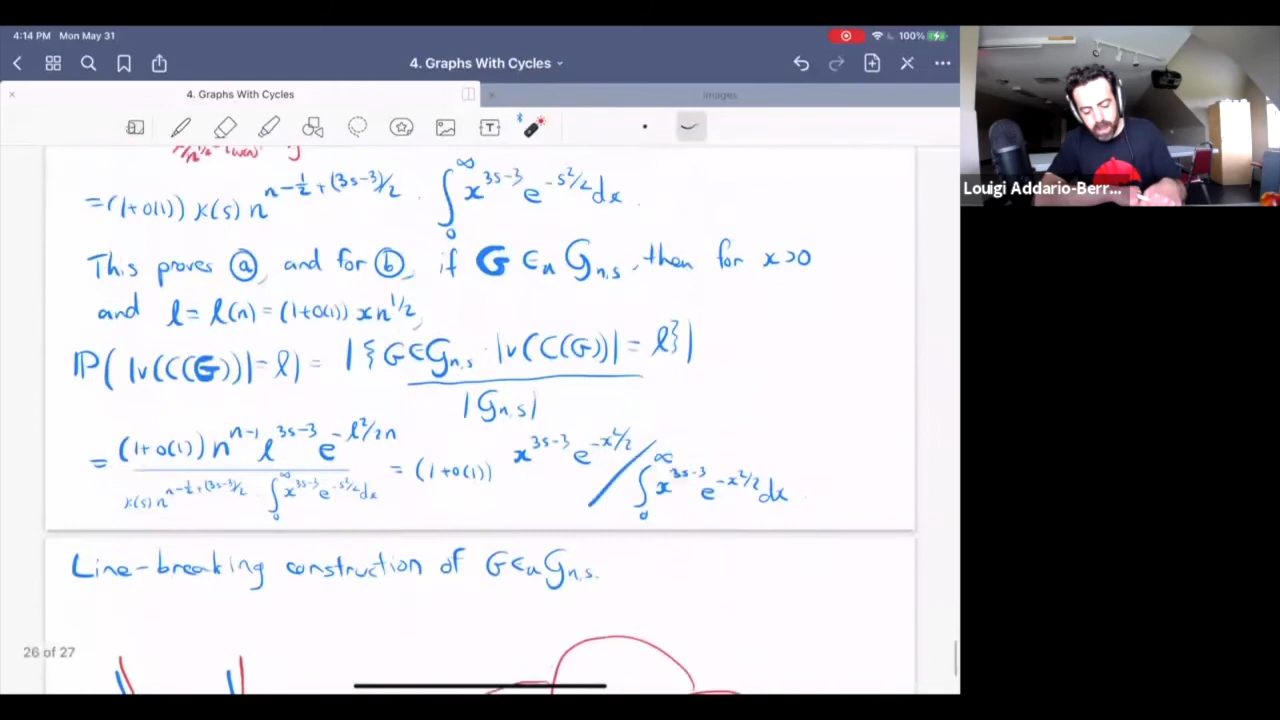 4:14 PM Mon May 31
100%
4. Graphs With Cycles
4. Graphs With Cycles
Images
= (1+o(1)) K(s) n^{n-1/2+(3s-3)/2} · ∫_0^∞ x^{3s-3} e^{-s²/2} dx
This proves ⓐ, and for ⓑ, if G ∈_u G_{n,s}, then for x>0
and l = l(n) = (1+o(1)) x n^{1/2},
ℙ( |v(C(G))| = l ) = |{G ∈ G_{n,s} : |v(C(G))| = l}| / |G_{n,s}|
= (1+o(1)) n^{n-1} l^{3s-3} e^{-l²/2n} / K(s) n^{n-1/2+(3s-3)/2} · ∫_0^∞ x^{3s-3} e^{-s²/2} dx = (1+o(1)) x^{3s-3} e^{-x²/2} / ∫_0^∞ x^{3s-3} e^{-x²/2} dx
Line-breaking construction of G ∈_u G_{n,s}.
26 of 27
Louigi Addario-Berr...